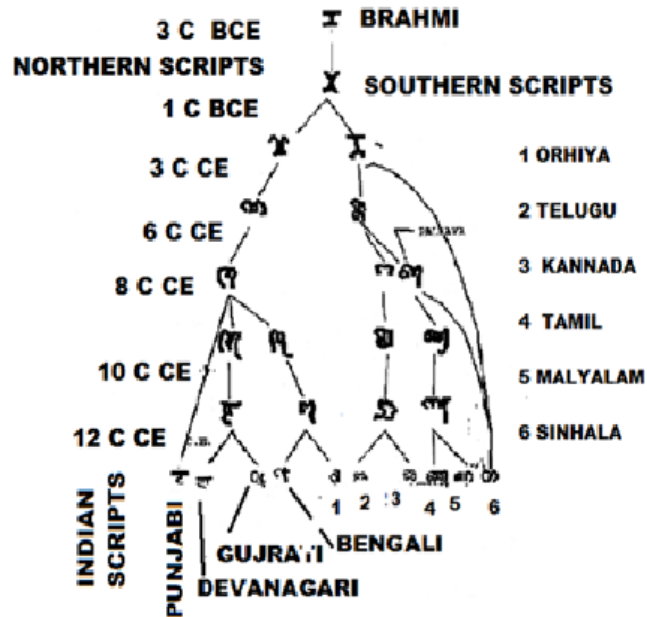 BRAHMI
3 C BCE
NORTHERN SCRIPTS
SOUTHERN SCRIPTS
1 C BCE
3 C CE
1 ORHIYA
6 C CE
2 TELUGU
8 C CE
3 KANNADA
4 TAMIL
10 C CE
5 MALYALAM
12 C CE
6 SINHALA
1 2 3 4 5 6
INDIAN SCRIPTS
PUNJABI
GUJRATI
BENGALI
DEVANAGARI